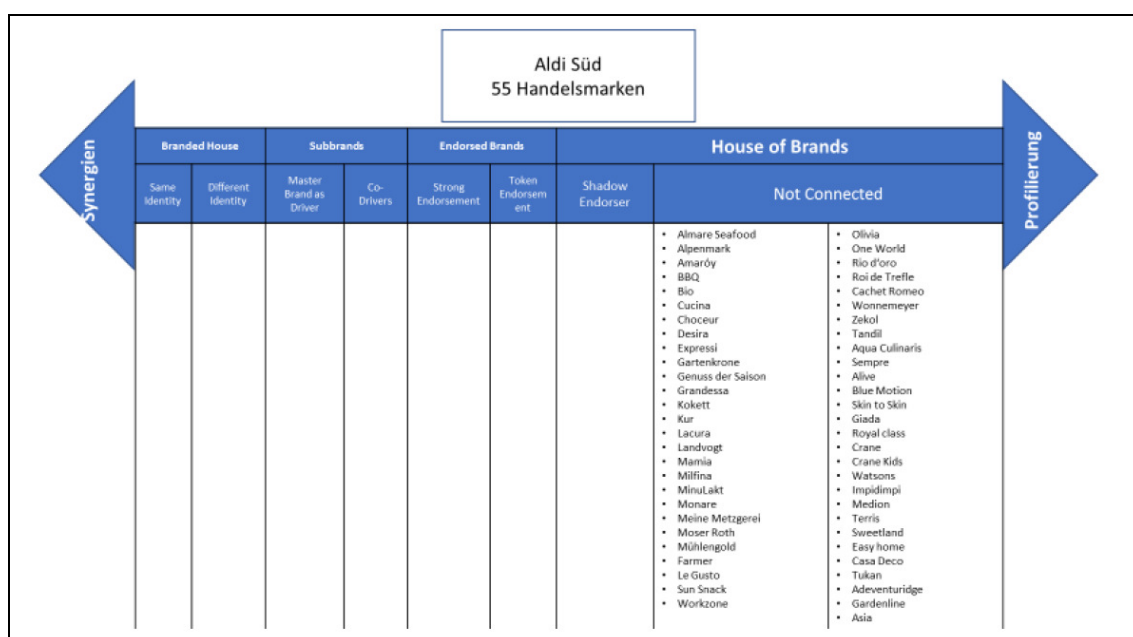 Aldi Süd
55 Handelsmarken
Synergien
Profilierung
Branded House
Subbrands
Endorsed Brands
House of Brands
Same
Identity
Different
Identity
Master
Brand as
Driver
Co-
Drivers
Strong
Endorsement
Token
Endorsem
ent
Shadow
Endorser
Not Connected
• Almare Seafood
• Alpenmark
• Amaróy
• BBQ
• Bio
• Cucina
• Choceur
• Desira
• Expressi
• Gartenkrone
• Genuss der Saison
• Grandessa
• Kokett
• Kur
• Lacura
• Landvogt
• Mamia
• Milfina
• MinuLakt
• Monare
• Meine Metzgerei
• Moser Roth
• Mühlengold
• Farmer
• Le Gusto
• Sun Snack
• Workzone
• Olivia
• One World
• Rio d'oro
• Roi de Trefle
• Cachet Romeo
• Wonnemeyer
• Zekol
• Tandil
• Aqua Culinaris
• Sempre
• Alive
• Blue Motion
• Skin to Skin
• Giada
• Royal class
• Crane
• Crane Kids
• Watsons
• Impidimpi
• Medion
• Terris
• Sweetland
• Easy home
• Casa Deco
• Tukan
• Adeventuridge
• Gardenline
• Asia